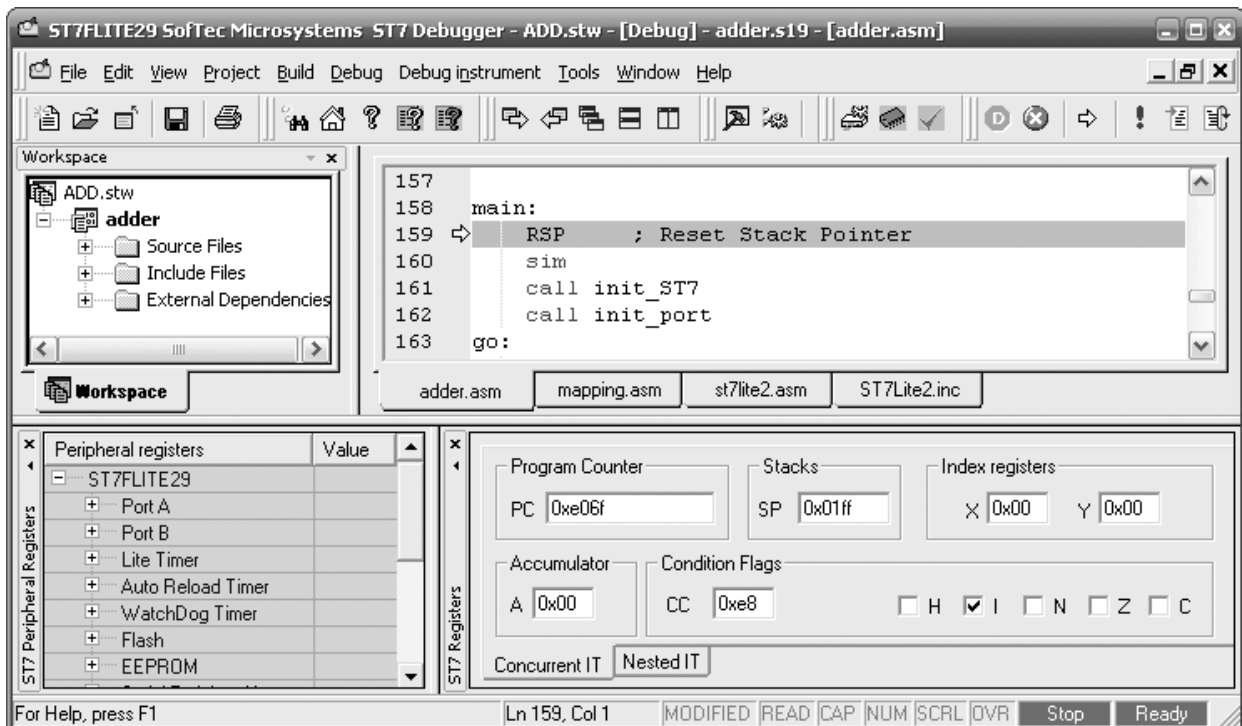 ST7FLITE29 SofTec Microsystems ST7 Debugger - ADD.stw - [Debug] - adder.s19 - [adder.asm]
File Edit View Project Build Debug Debug instrument Tools Window Help
Workspace
ADD.stw
adder
Source Files
Include Files
External Dependencies
Workspace
157
158 main:
159 RSP ; Reset Stack Pointer
160 sim
161 call init_ST7
162 call init_port
163 go:
adder.asm mapping.asm st7lite2.asm ST7Lite2.inc
ST7 Peripheral Registers
Peripheral registers Value
ST7FLITE29
Port A
Port B
Lite Timer
Auto Reload Timer
WatchDog Timer
Flash
EEPROM
ST7 Registers
Program Counter Stacks Index registers
PC 0xe06f SP 0x01ff X 0x00 Y 0x00
Accumulator Condition Flags
A 0x00 CC 0xe8 H I N Z C
Concurrent IT Nested IT
For Help, press F1 Ln 159, Col 1 MODIFIED READ CAP NUM SCRL OVR Stop Ready